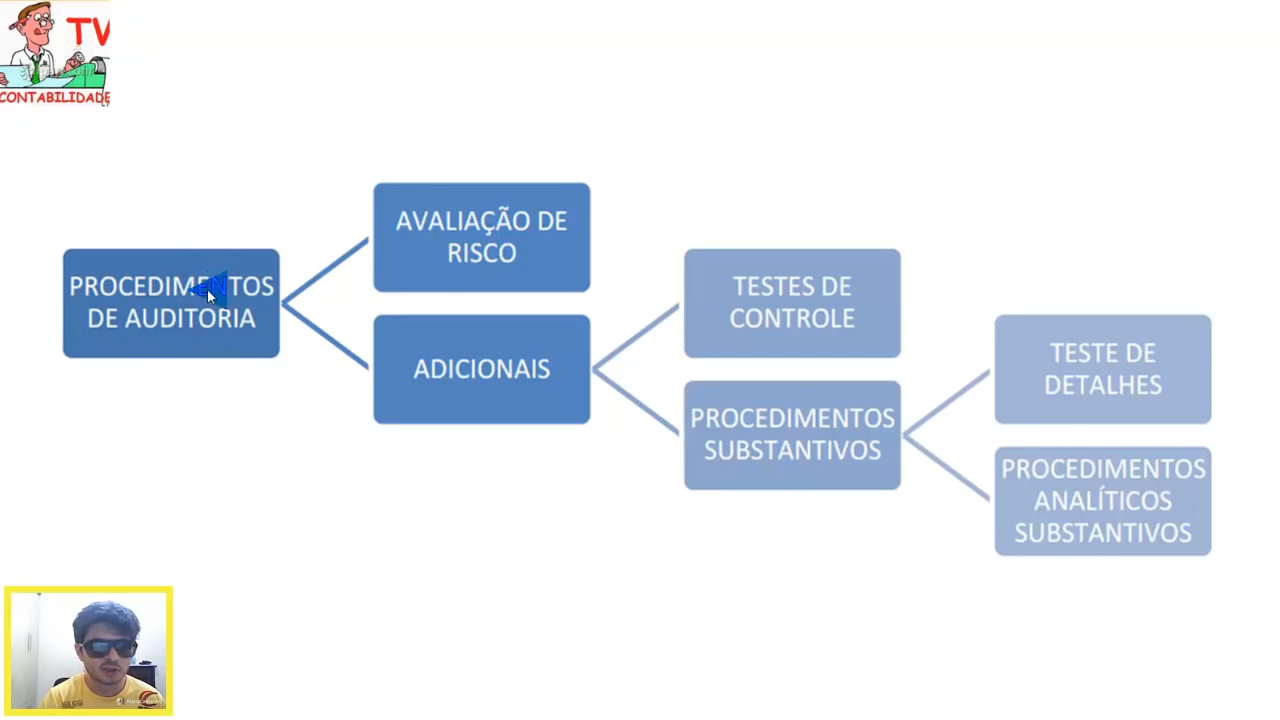 TV
CONTABILIDADE
PROCEDIMENTOS
DE AUDITORIA
AVALIAÇÃO DE
RISCO
ADICIONAIS
TESTES DE
CONTROLE
PROCEDIMENTOS
SUBSTANTIVOS
TESTE DE
DETALHES
PROCEDIMENTOS
ANALÍTICOS
SUBSTANTIVOS